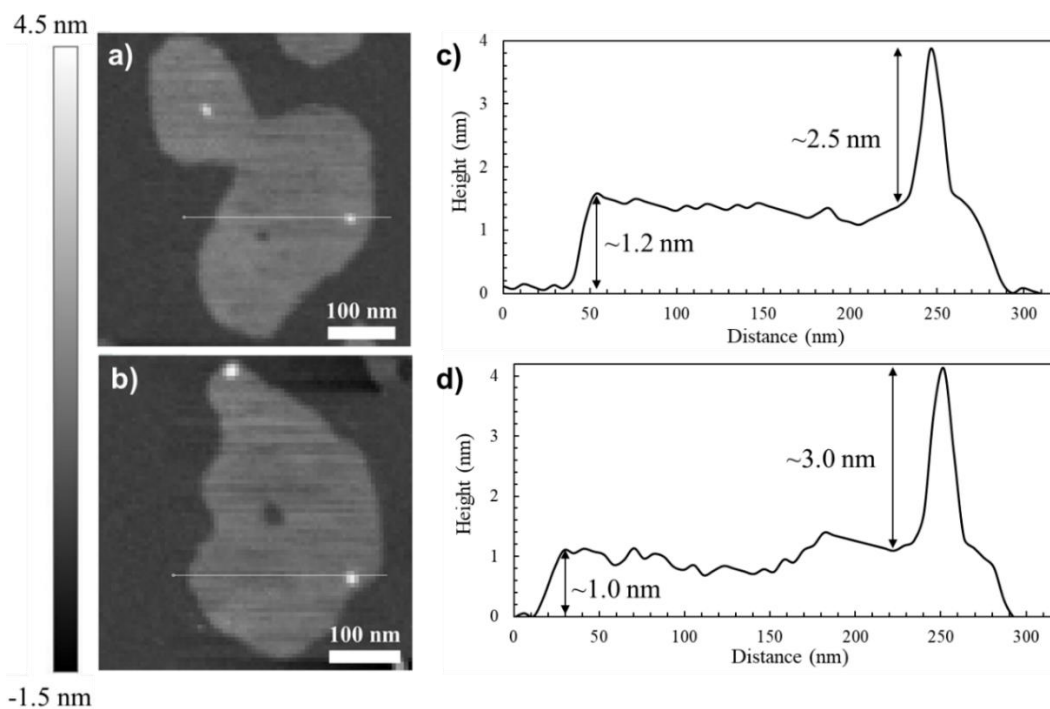 4.5 nm
-1.5 nm
a)
100 nm
b)
100 nm
c)
4
3
2
1
0
Height (nm)
~2.5 nm
~1.2 nm
0 50 100 150 200 250 300
Distance (nm)
d)
4
3
2
1
0
Height (nm)
~3.0 nm
~1.0 nm
0 50 100 150 200 250 300
Distance (nm)